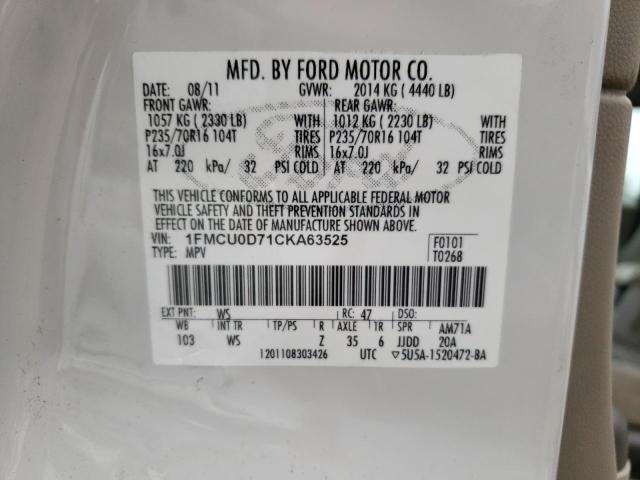 MFD. BY FORD MOTOR CO.
DATE: 08/11 GVWR: 2014 KG ( 4440 LB)
FRONT GAWR: REAR GAWR:
1057 KG ( 2330 LB) WITH 1012 KG ( 2230 LB) WITH
P235/70R16 104T TIRES P235/70R16 104T TIRES
16x7.0J RIMS 16x7.0J RIMS
AT 220 kPa/ 32 PSI COLD AT 220 kPa/ 32 PSI COLD
THIS VEHICLE CONFORMS TO ALL APPLICABLE FEDERAL MOTOR
VEHICLE SAFETY AND THEFT PREVENTION STANDARDS IN
EFFECT ON THE DATE OF MANUFACTURE SHOWN ABOVE.
VIN: 1FMCU0D71CKA63525 F0101
TYPE: MPV T0268
EXT PNT: WS RC: 47 DSO:
WB INT TR TP/PS R AXLE TR SPR AM71A
103 WS Z 35 6 JJDD 20A
1201108303426 UTC ▽5U5A-1520472-BA